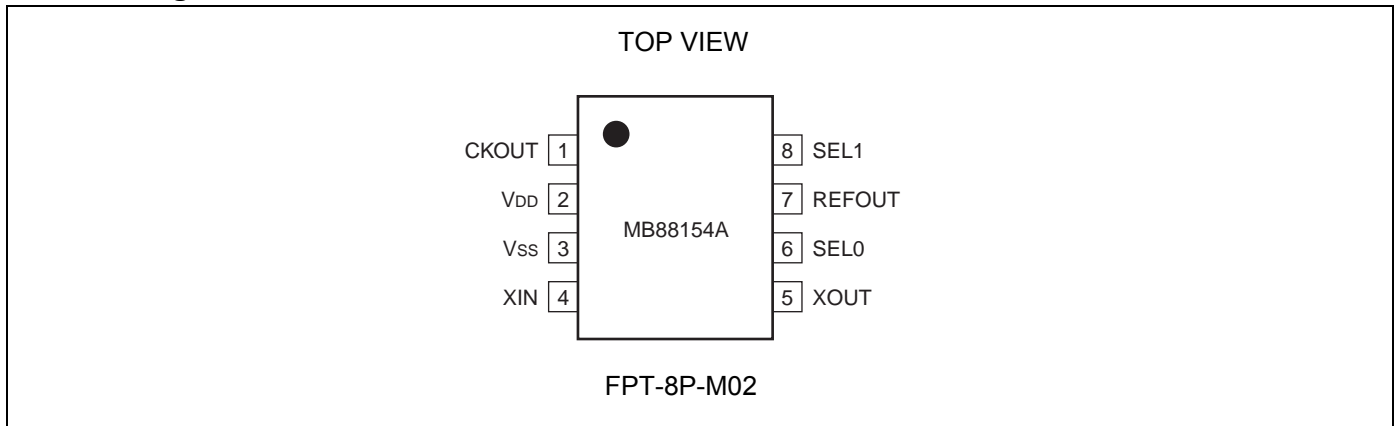 TOP VIEW
CKOUT 1
VDD 2
Vss 3
XIN 4
MB88154A
8 SEL1
7 REFOUT
6 SEL0
5 XOUT
FPT-8P-M02